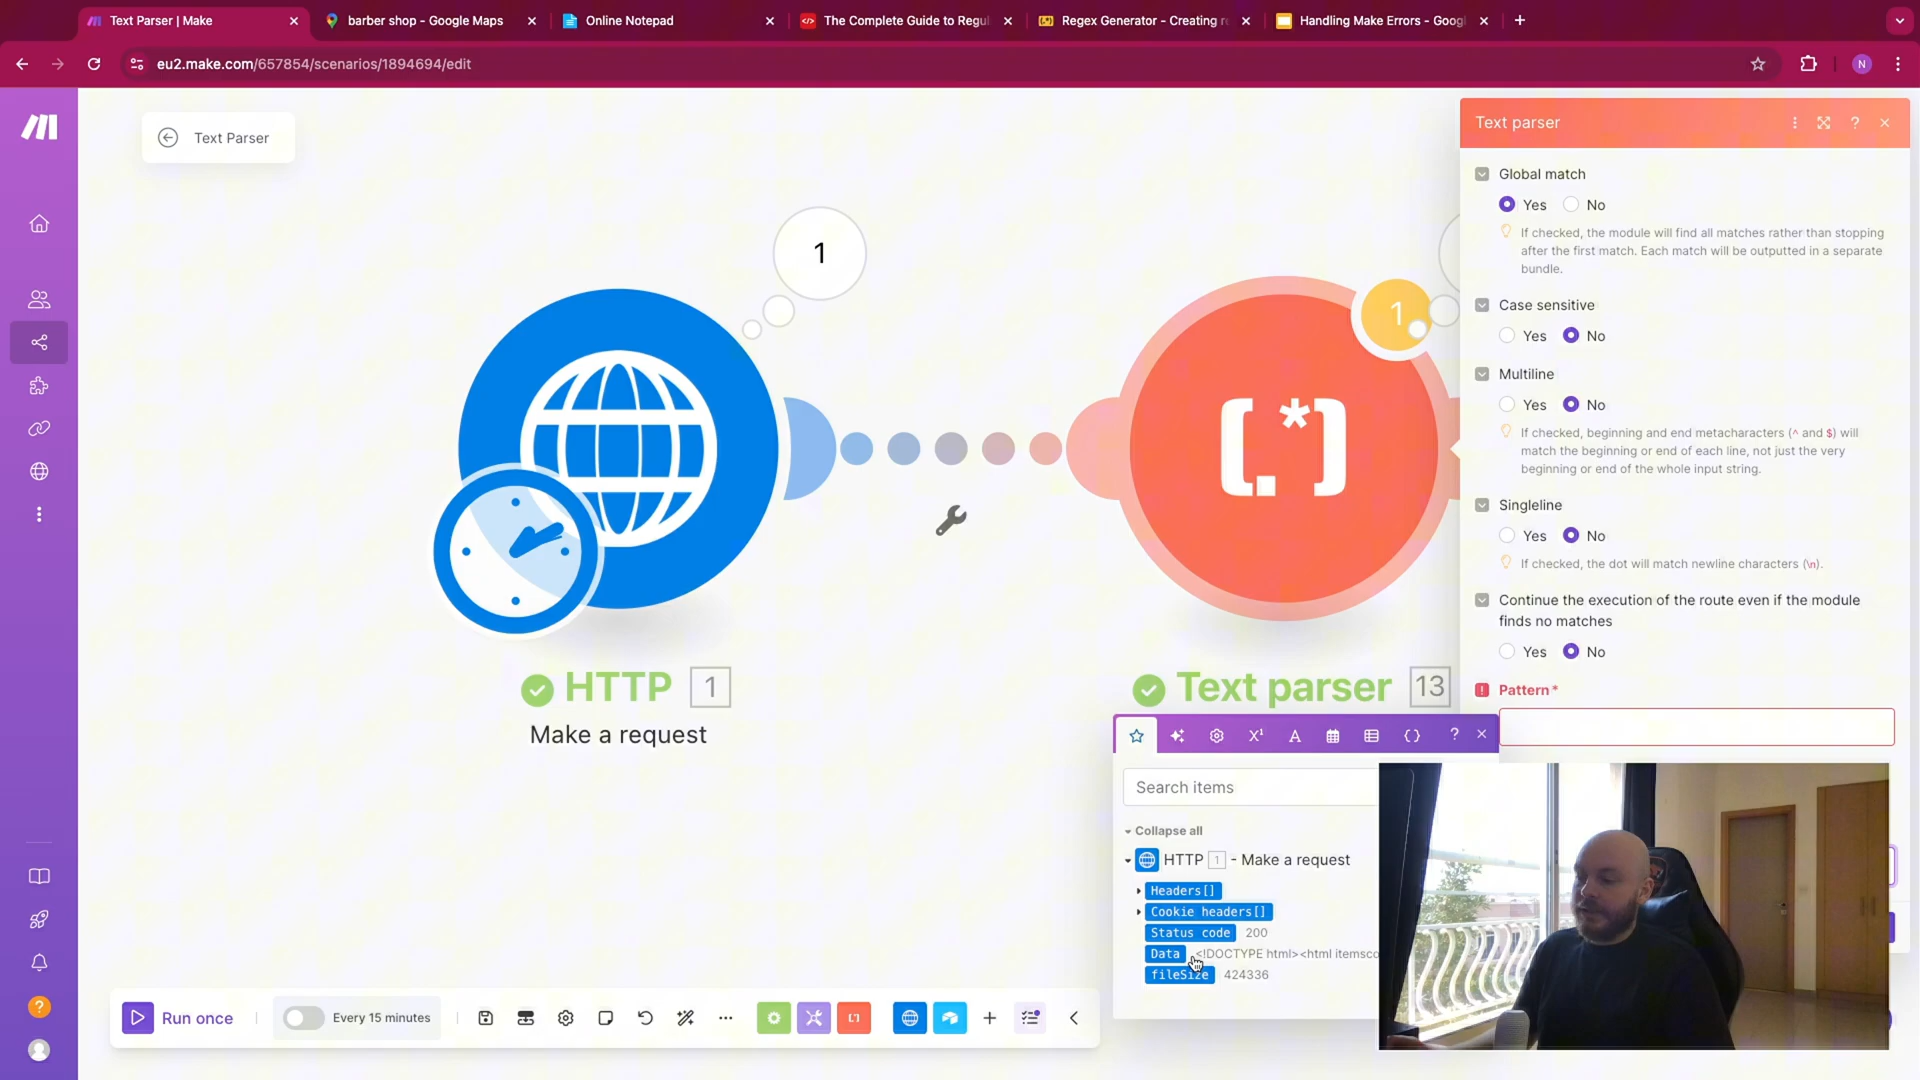 Text Parser | Make
barber shop - Google Maps
Online Notepad
The Complete Guide to Regul
Regex Generator - Creating r
Handling Make Errors - Googl
eu2.make.com/657854/scenarios/1894694/edit
N
Text Parser
1
1
HTTP 1
Make a request
Text parser 13
Text parser
?
Global match
Yes No
If checked, the module will find all matches rather than stopping
after the first match. Each match will be outputted in a separate
bundle.
Case sensitive
Yes No
Multiline
Yes No
If checked, beginning and end metacharacters (^ and $) will
match the beginning or end of each line, not just the very
beginning or end of the whole input string.
Singleline
Yes No
If checked, the dot will match newline characters (\n).
Continue the execution of the route even if the module
finds no matches
Yes No
Pattern*
Search items
Collapse all
HTTP 1 - Make a request
Headers[]
Cookie headers[]
Status code 200
Data <!DOCTYPE html><html itemsco
fileSize 424336
Run once
Every 15 minutes